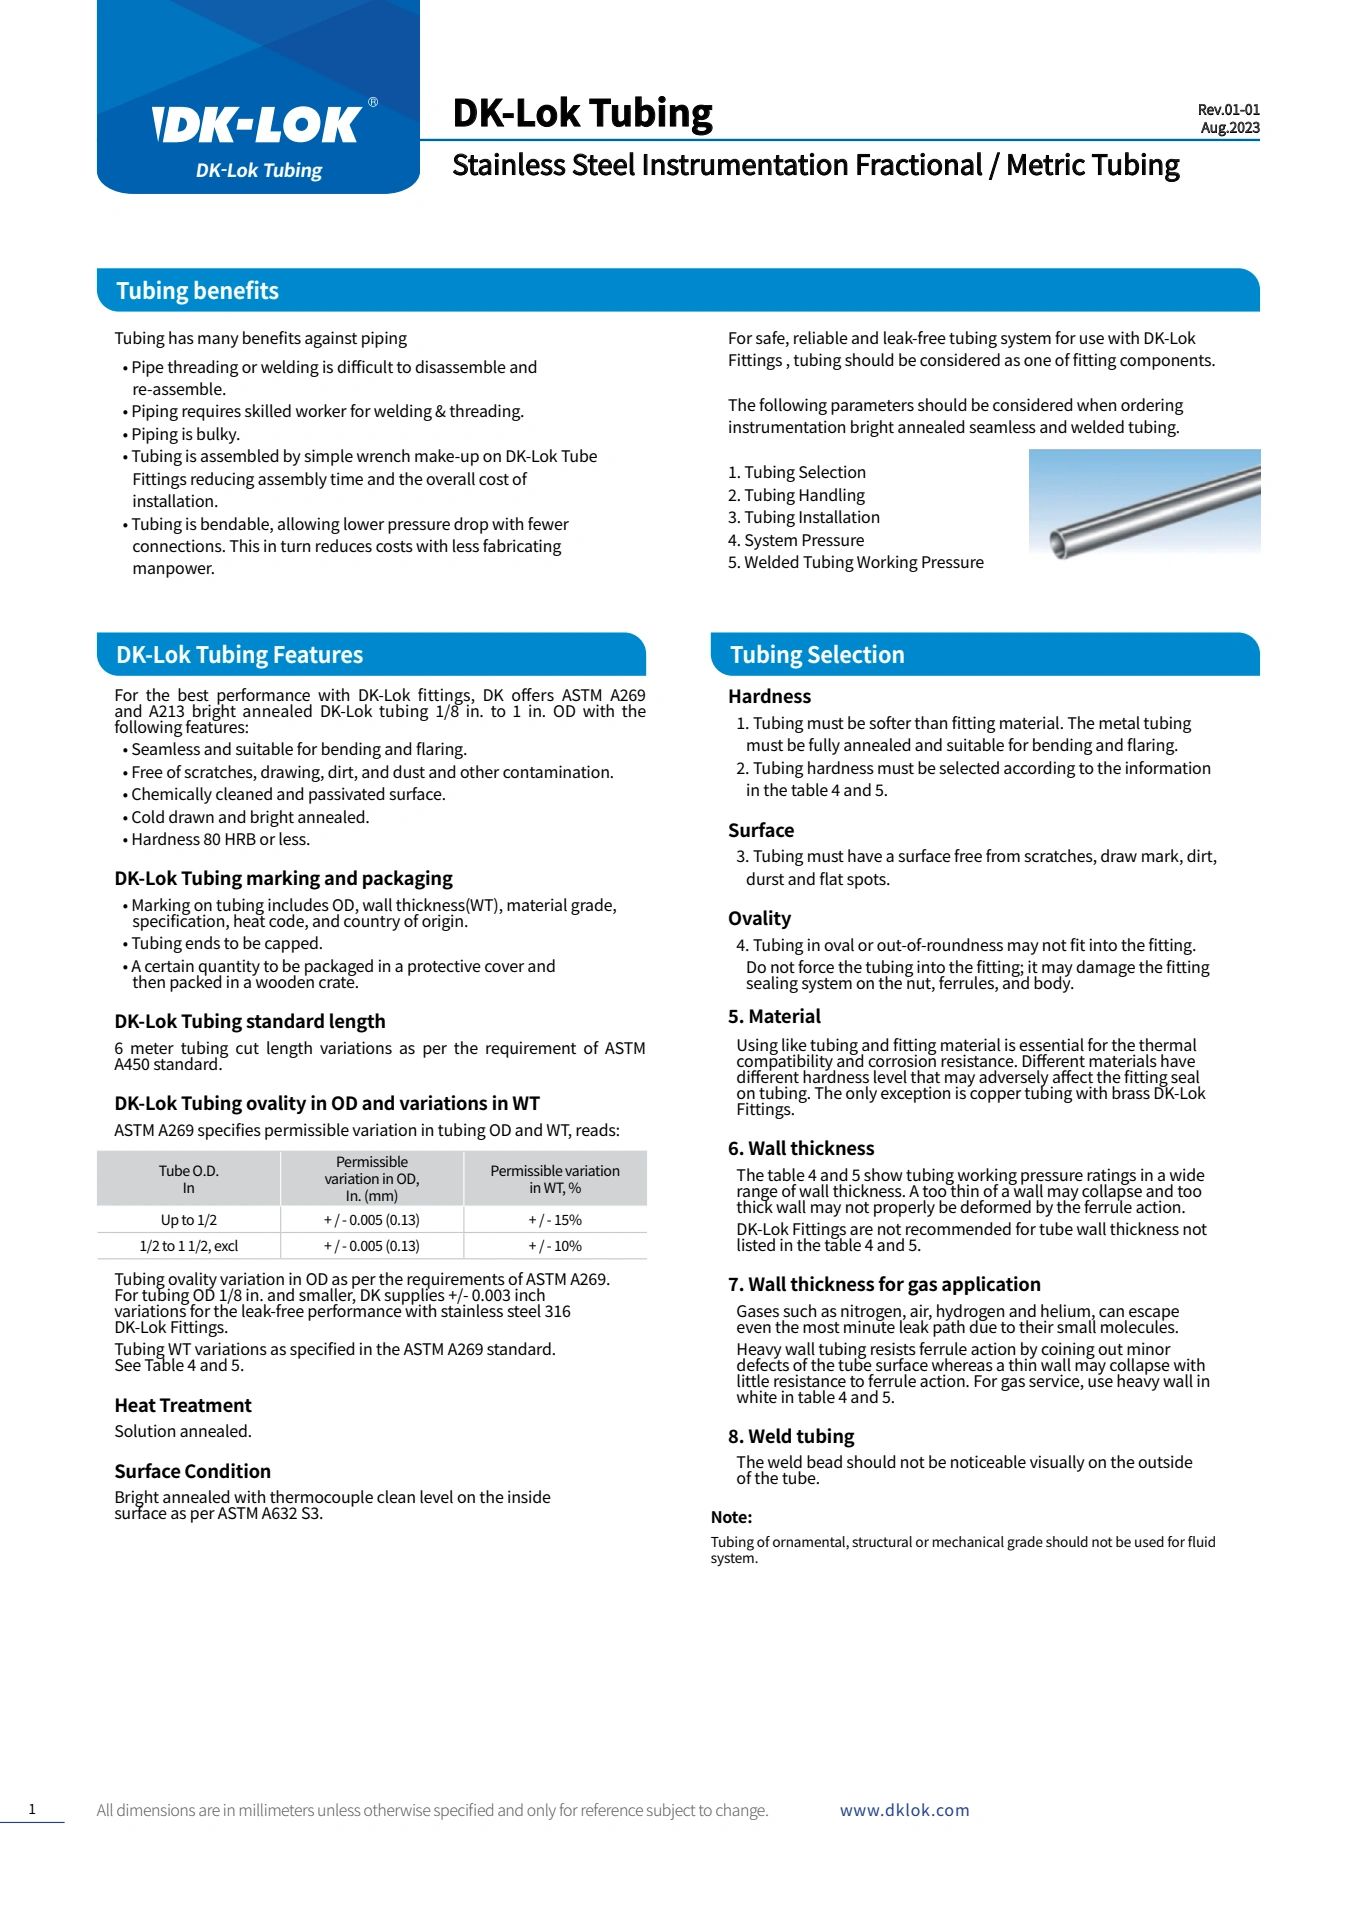 DK-LOK®
DK-Lok Tubing
DK-Lok Tubing
Rev.01-01
Aug.2023
Stainless Steel Instrumentation Fractional / Metric Tubing
Tubing benefits
Tubing has many benefits against piping
• Pipe threading or welding is difficult to disassemble and
re-assemble.
• Piping requires skilled worker for welding & threading.
• Piping is bulky.
• Tubing is assembled by simple wrench make-up on DK-Lok Tube
Fittings reducing assembly time and the overall cost of
installation.
• Tubing is bendable, allowing lower pressure drop with fewer
connections. This in turn reduces costs with less fabricating
manpower.
For safe, reliable and leak-free tubing system for use with DK-Lok
Fittings , tubing should be considered as one of fitting components.
The following parameters should be considered when ordering
instrumentation bright annealed seamless and welded tubing.
1. Tubing Selection
2. Tubing Handling
3. Tubing Installation
4. System Pressure
5. Welded Tubing Working Pressure
DK-Lok Tubing Features
For the best performance with DK-Lok fittings, DK offers ASTM A269
and A213 bright annealed DK-Lok tubing 1/8 in. to 1 in. OD with the
following features:
• Seamless and suitable for bending and flaring.
• Free of scratches, drawing, dirt, and dust and other contamination.
• Chemically cleaned and passivated surface.
• Cold drawn and bright annealed.
• Hardness 80 HRB or less.
DK-Lok Tubing marking and packaging
• Marking on tubing includes OD, wall thickness(WT), material grade,
specification, heat code, and country of origin.
• Tubing ends to be capped.
• A certain quantity to be packaged in a protective cover and
then packed in a wooden crate.
DK-Lok Tubing standard length
6 meter tubing cut length variations as per the requirement of ASTM
A450 standard.
DK-Lok Tubing ovality in OD and variations in WT
ASTM A269 specifies permissible variation in tubing OD and WT, reads:
Tube O.D.
In
Permissible
variation in OD,
In. (mm)
Permissible variation
in WT, %
Up to 1/2
+ / - 0.005 (0.13)
+ / - 15%
1/2 to 1 1/2, excl
+ / - 0.005 (0.13)
+ / - 10%
Tubing ovality variation in OD as per the requirements of ASTM A269.
For tubing OD 1/8 in. and smaller, DK supplies +/- 0.003 inch
variations for the leak-free performance with stainless steel 316
DK-Lok Fittings.
Tubing WT variations as specified in the ASTM A269 standard.
See Table 4 and 5.
Heat Treatment
Solution annealed.
Surface Condition
Bright annealed with thermocouple clean level on the inside
surface as per ASTM A632 S3.
Tubing Selection
Hardness
1. Tubing must be softer than fitting material. The metal tubing
must be fully annealed and suitable for bending and flaring.
2. Tubing hardness must be selected according to the information
in the table 4 and 5.
Surface
3. Tubing must have a surface free from scratches, draw mark, dirt,
durst and flat spots.
Ovality
4. Tubing in oval or out-of-roundness may not fit into the fitting.
Do not force the tubing into the fitting; it may damage the fitting
sealing system on the nut, ferrules, and body.
5. Material
Using like tubing and fitting material is essential for the thermal
compatibility and corrosion resistance. Different materials have
different hardness level that may adversely affect the fitting seal
on tubing. The only exception is copper tubing with brass DK-Lok
Fittings.
6. Wall thickness
The table 4 and 5 show tubing working pressure ratings in a wide
range of wall thickness. A too thin of a wall may collapse and too
thick wall may not properly be deformed by the ferrule action.
DK-Lok Fittings are not recommended for tube wall thickness not
listed in the table 4 and 5.
7. Wall thickness for gas application
Gases such as nitrogen, air, hydrogen and helium, can escape
even the most minute leak path due to their small molecules.
Heavy wall tubing resists ferrule action by coining out minor
defects of the tube surface whereas a thin wall may collapse with
little resistance to ferrule action. For gas service, use heavy wall in
white in table 4 and 5.
8. Weld tubing
The weld bead should not be noticeable visually on the outside
of the tube.
Note:
Tubing of ornamental, structural or mechanical grade should not be used for fluid
system.
1
All dimensions are in millimeters unless otherwise specified and only for reference subject to change.
www.dklok.com